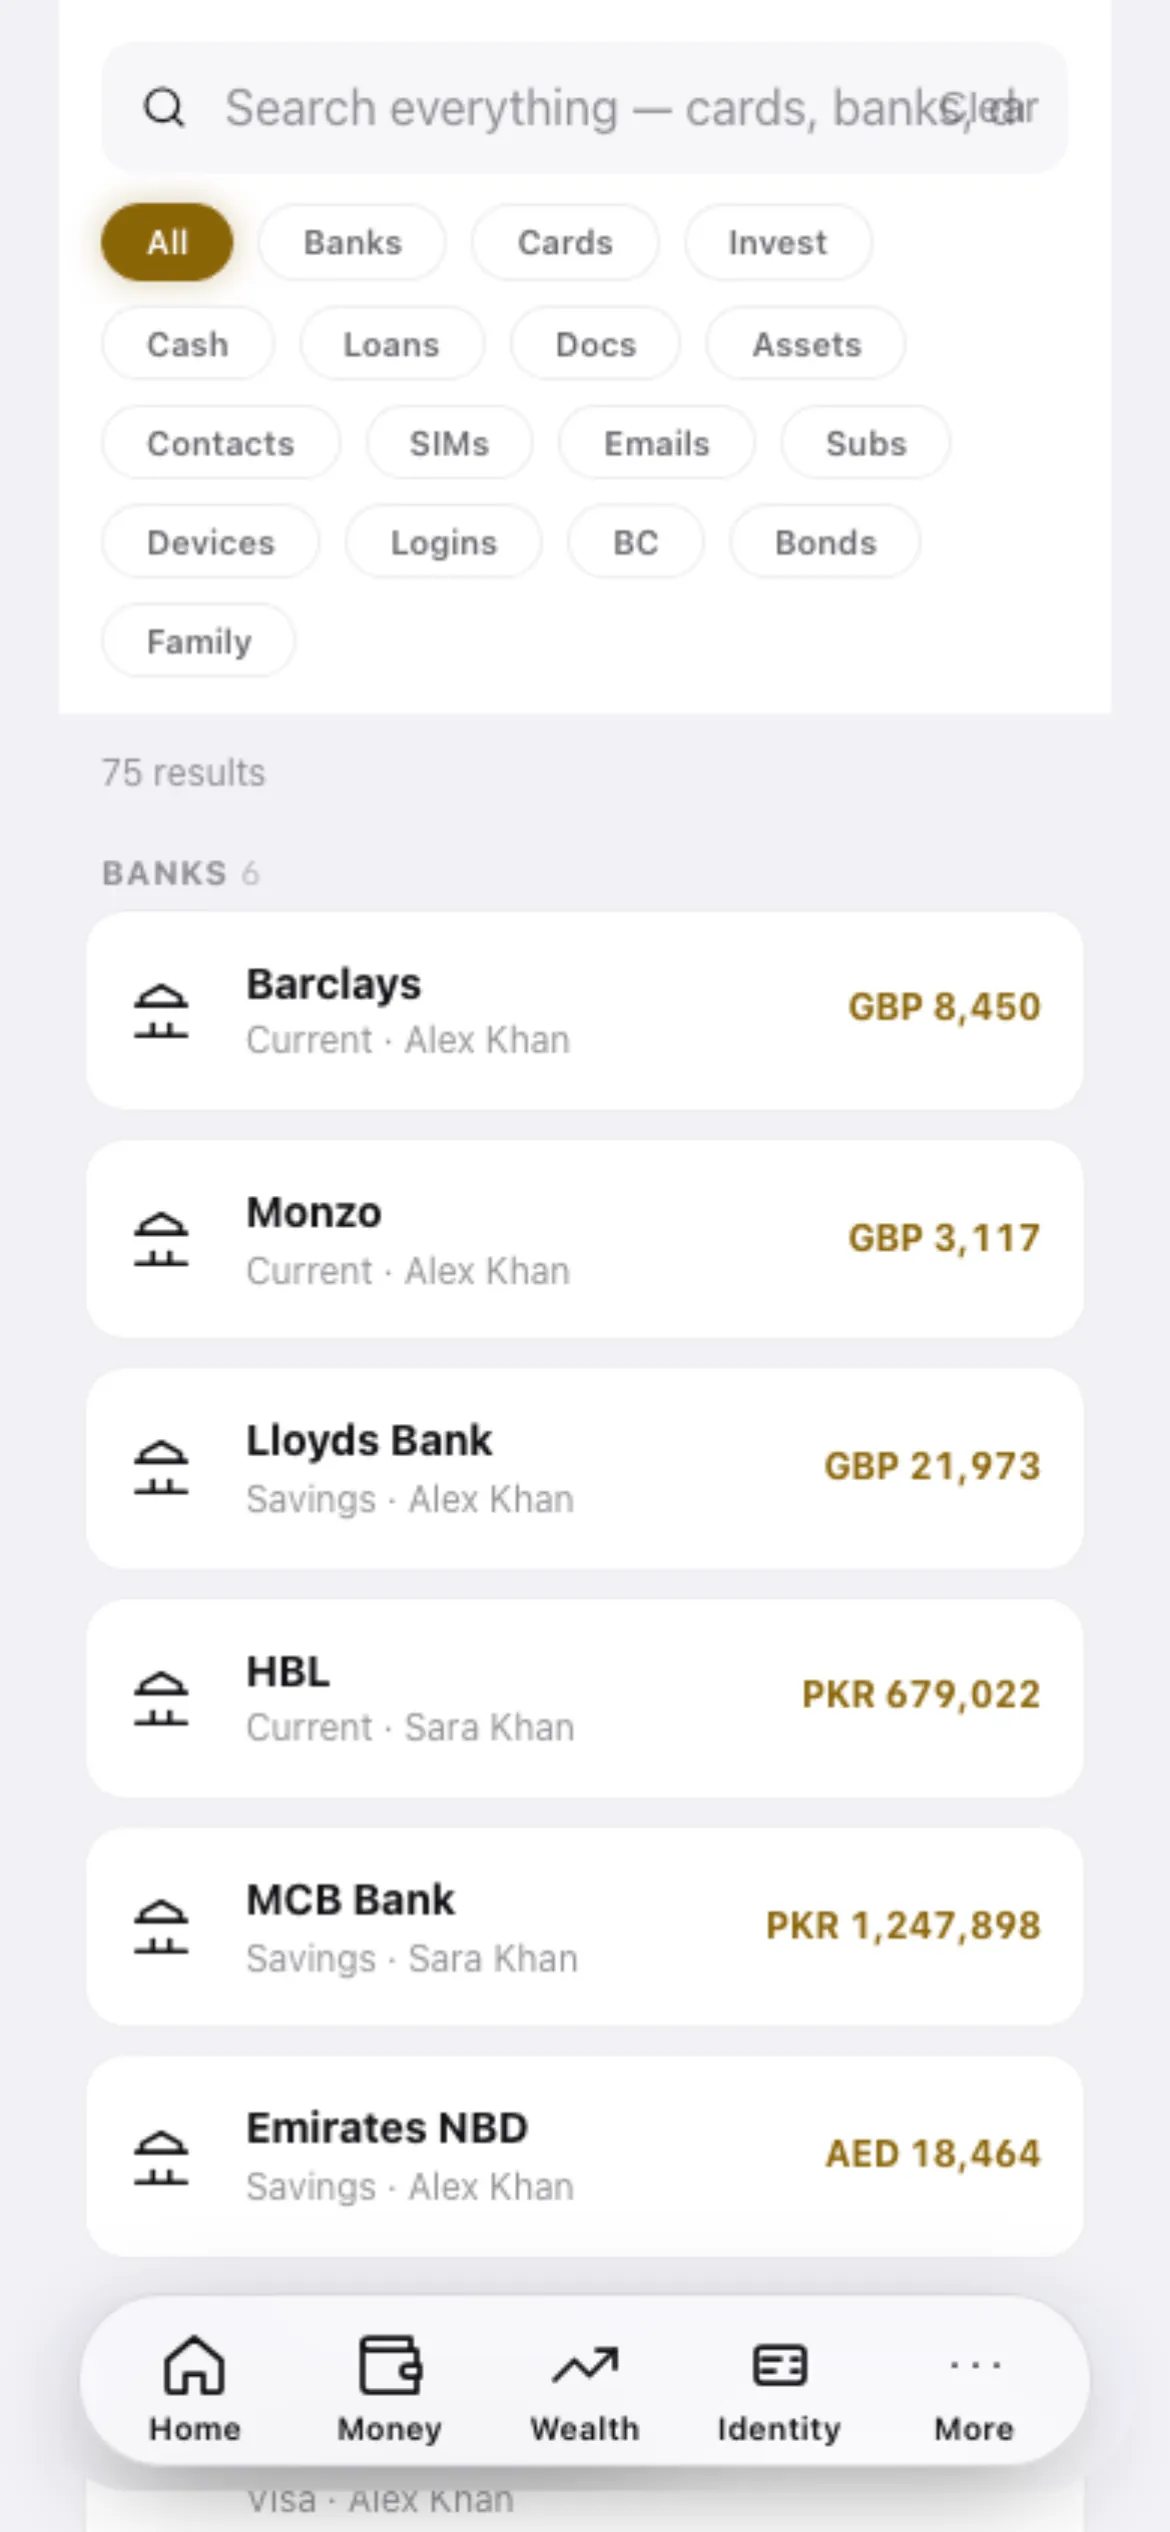 Search everything — cards, banks, d
Clear
All Banks Cards Invest
Cash Loans Docs Assets
Contacts SIMs Emails Subs
Devices Logins BC Bonds
Family
75 results
BANKS 6
Barclays
Current · Alex Khan
GBP 8,450
Monzo
Current · Alex Khan
GBP 3,117
Lloyds Bank
Savings · Alex Khan
GBP 21,973
HBL
Current · Sara Khan
PKR 679,022
MCB Bank
Savings · Sara Khan
PKR 1,247,898
Emirates NBD
Savings · Alex Khan
AED 18,464
Home Money Wealth Identity More
Visa · Alex Khan